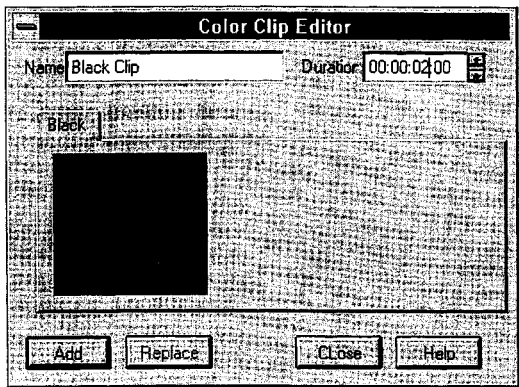 Color Clip Editor
Name Black Clip Duration 00:00:02:00
Black
Add Replace CLose Help